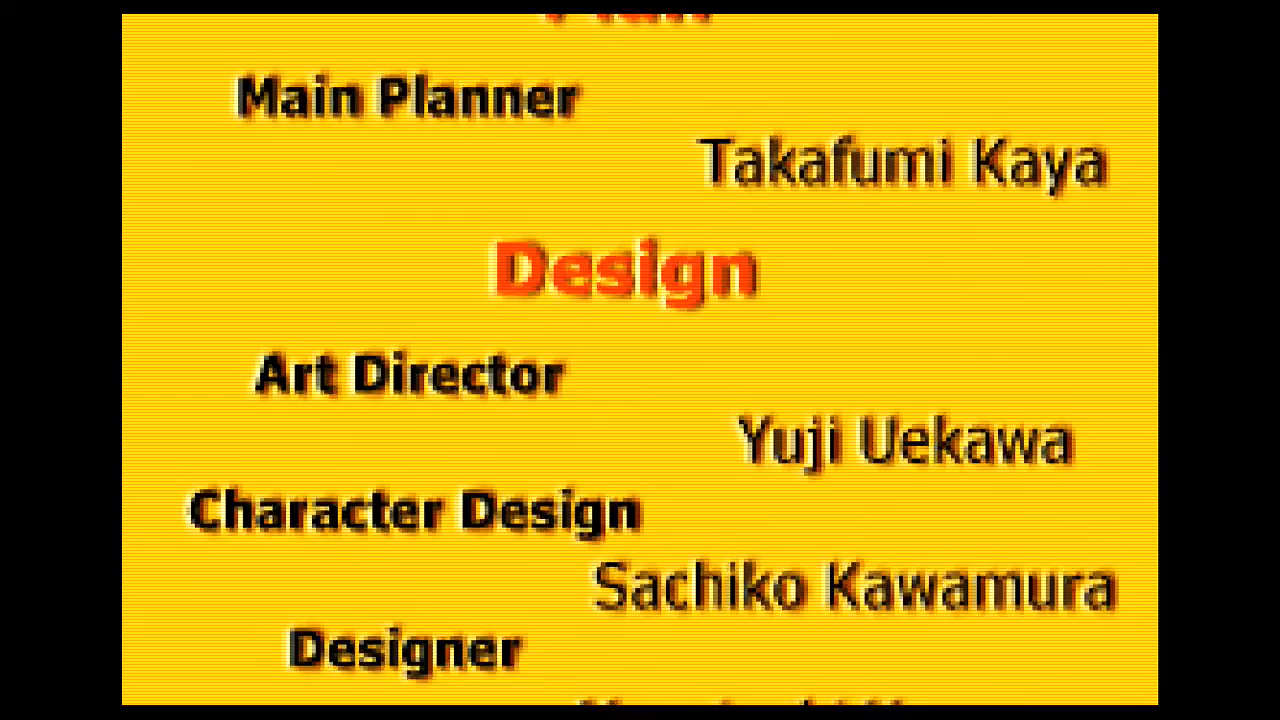 Main Planner
Takafumi Kaya
Design
Art Director
Yuji Uekawa
Character Design
Sachiko Kawamura
Designer